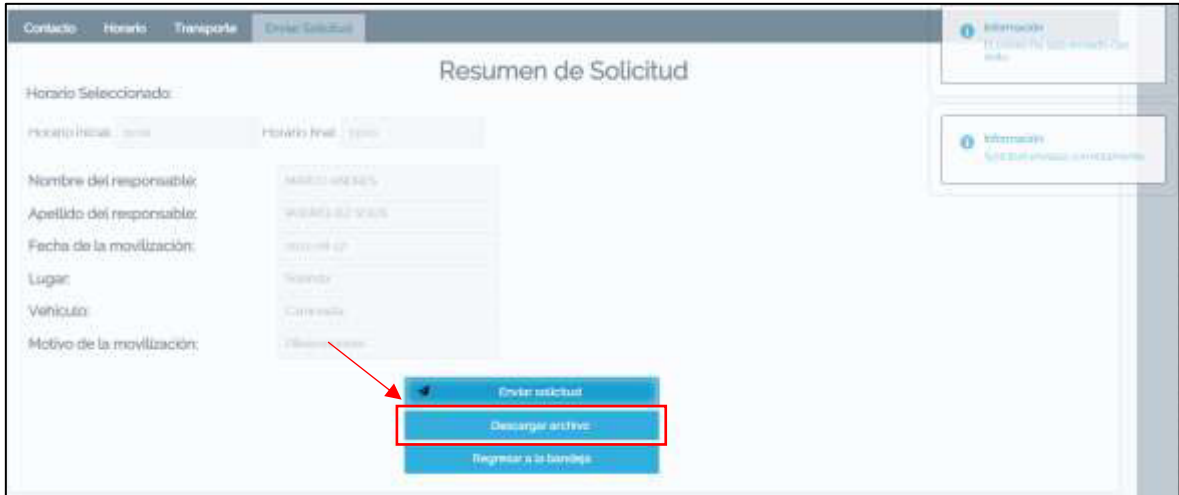 Contacto Horario Transporte Enviar Solicitud
Información
Resumen de Solicitud
Horario Seleccionado:
Horario inicial: Horario final:
Información
Solicitud enviada correctamente
Nombre del responsable:
Apellido del responsable:
Fecha de la movilización:
Lugar:
Vehículo:
Motivo de la movilización:
Enviar solicitud
Descargar archivo
Regresar a la bandeja